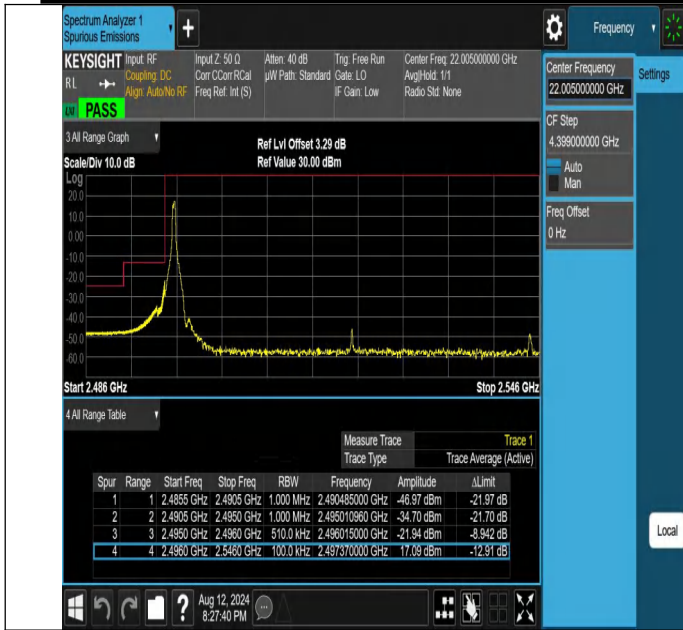 Spectrum Analyzer 1
Spurious Emissions
+
Frequency
KEYSIGHT
Input: RF
Coupling: DC
Align: Auto/No RF
Input Z: 50 Ω
Corr CCorr RCal
Freq Ref: Int (S)
Atten: 40 dB
µW Path: Standard
Trig: Free Run
Gate: LO
IF Gain: Low
Center Freq: 22.005000000 GHz
Avg|Hold: 1/1
Radio Std: None
RL
PASS
3 All Range Graph
Scale/Div 10.0 dB
Ref Lvl Offset 3.29 dB
Ref Value 30.00 dBm
Log
20.0
10.0
0.00
-10.0
-20.0
-30.0
-40.0
-50.0
-60.0
Start 2.486 GHz
Stop 2.546 GHz
4 All Range Table
Measure Trace Trace 1
Trace Type Trace Average (Active)
Spur Range Start Freq Stop Freq RBW Frequency Amplitude ΔLimit
1 1 2.4855 GHz 2.4905 GHz 1.000 MHz 2.490485000 GHz -46.97 dBm -21.97 dB
2 2 2.4905 GHz 2.4950 GHz 1.000 MHz 2.495010960 GHz -34.70 dBm -21.70 dB
3 3 2.4950 GHz 2.4960 GHz 510.0 kHz 2.496015000 GHz -21.94 dBm -8.942 dB
4 4 2.4960 GHz 2.5460 GHz 100.0 kHz 2.497370000 GHz 17.09 dBm -12.91 dB
Center Frequency
22.005000000 GHz
Settings
CF Step
4.399000000 GHz
Auto
Man
Freq Offset
0 Hz
Local
?
Aug 12, 2024
8:27:40 PM